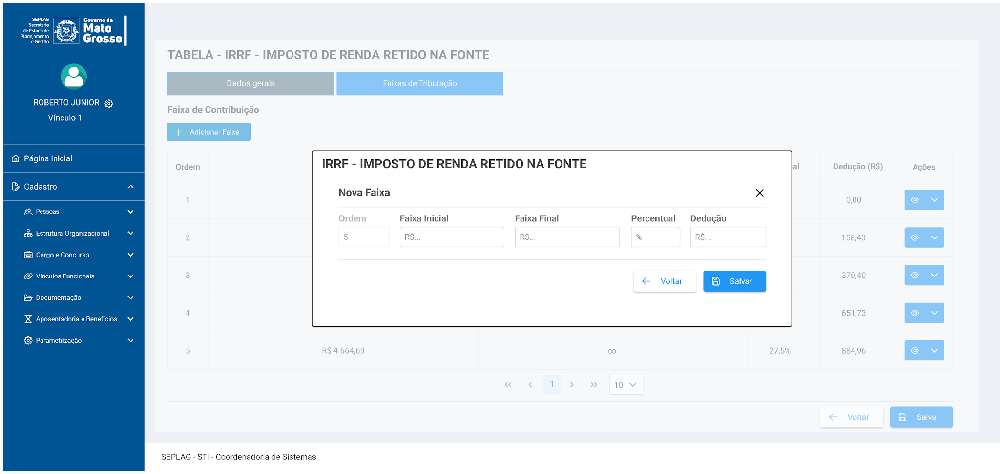 SEPLAG
Secretaria
de Estado de
Planejamento
e Gestão
Governo de
Mato
Grosso
ROBERTO JUNIOR
Vínculo 1
Página Inicial
Cadastro
Pessoas
Estrutura Organizacional
Cargo e Concurso
Vínculos Funcionais
Documentação
Aposentadoria e Benefícios
Parametrização
TABELA - IRRF - IMPOSTO DE RENDA RETIDO NA FONTE
Dados gerais Faixas de Tributação
Faixa de Contribuição
+ Adicionar Faixa
Ordem Dedução (R$) Ações
1 0,00
2 158,40
3 370,40
4 651,73
5 R$ 4.664,69 ∞ 27,5% 884,96
IRRF - IMPOSTO DE RENDA RETIDO NA FONTE
Nova Faixa
Ordem Faixa Inicial Faixa Final Percentual Dedução
5 R$... R$... % R$...
Voltar Salvar
<< < 1 > >> 10
Voltar Salvar
SEPLAG - STI - Coordenadoria de Sistemas